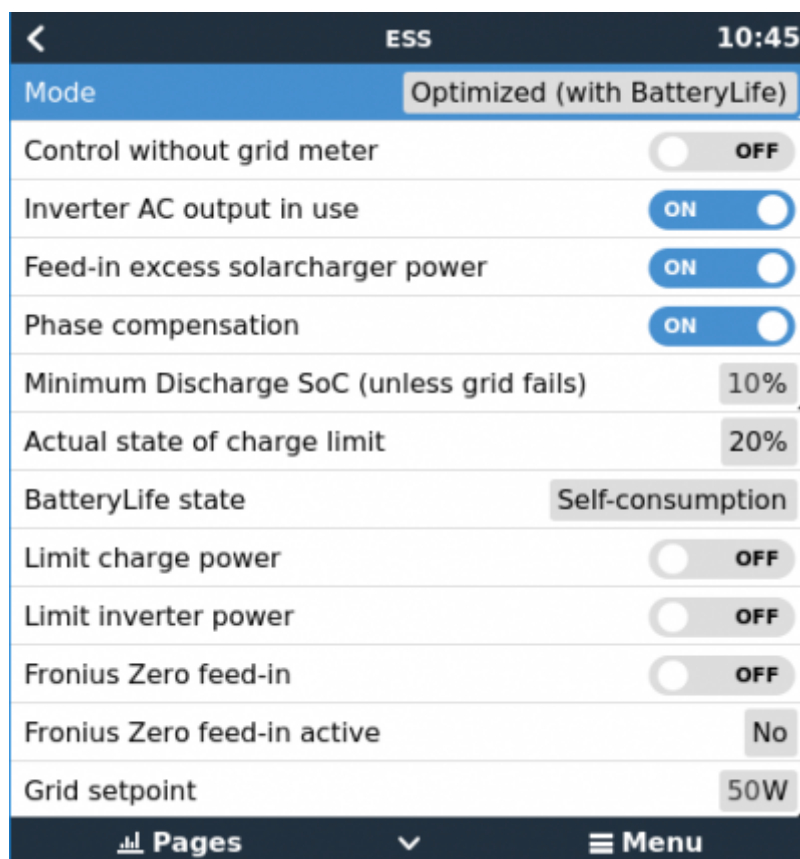 ESS 10:45
Mode Optimized (with BatteryLife)
Control without grid meter OFF
Inverter AC output in use ON
Feed-in excess solarcharger power ON
Phase compensation ON
Minimum Discharge SoC (unless grid fails) 10%
Actual state of charge limit 20%
BatteryLife state Self-consumption
Limit charge power OFF
Limit inverter power OFF
Fronius Zero feed-in OFF
Fronius Zero feed-in active No
Grid setpoint 50W
Pages Menu